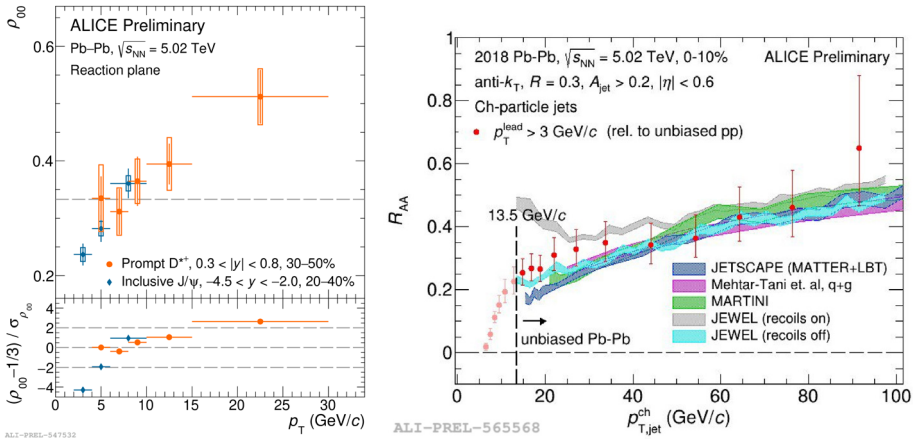 ρ00
0.6
0.4
0.2
ALICE Preliminary
Pb–Pb, √sNN = 5.02 TeV
Reaction plane
Prompt D*+, 0.3 < |y| < 0.8, 30–50%
Inclusive J/ψ, −4.5 < y < −2.0, 20–40%
(ρ00−1/3) / σρ00
4
2
0
−2
−4
0 5 10 15 20 25 30
pT (GeV/c)
ALI-PREL-547532
RAA
1
0.8
0.6
0.4
0.2
0
2018 Pb-Pb, √sNN = 5.02 TeV, 0-10%
ALICE Preliminary
anti-kT, R = 0.3, Ajet > 0.2, |η| < 0.6
Ch-particle jets
pTlead > 3 GeV/c (rel. to unbiased pp)
13.5 GeV/c
JETSCAPE (MATTER+LBT)
Mehtar-Tani et. al, q+g
MARTINI
JEWEL (recoils on)
JEWEL (recoils off)
unbiased Pb-Pb
0 20 40 60 80 100
pT,jetch (GeV/c)
ALI-PREL-565568